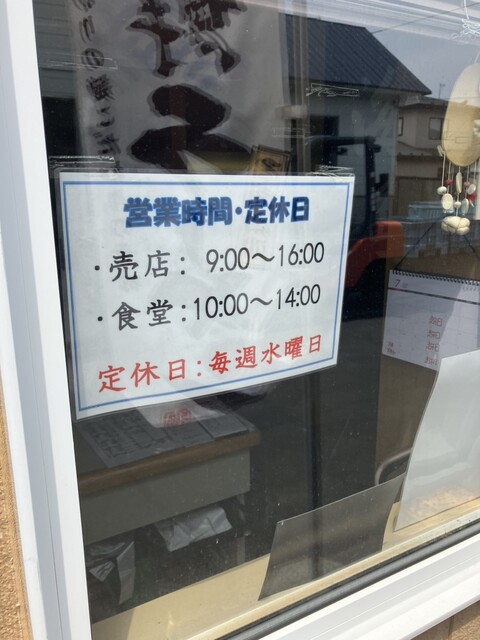 営業時間・定休日
・売店： 9:00～16:00
・食堂：10:00～14:00
定休日：毎週水曜日
7